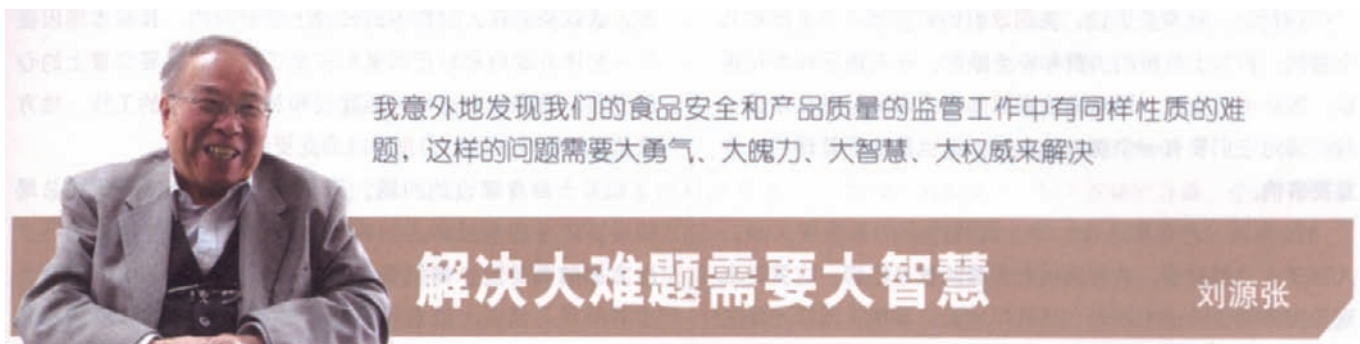 我意外地发现我们的食品安全和产品质量的监管工作中有同样性质的难
题，这样的问题需要大勇气、大魄力、大智慧、大权威来解决
解决大难题需要大智慧
刘源张